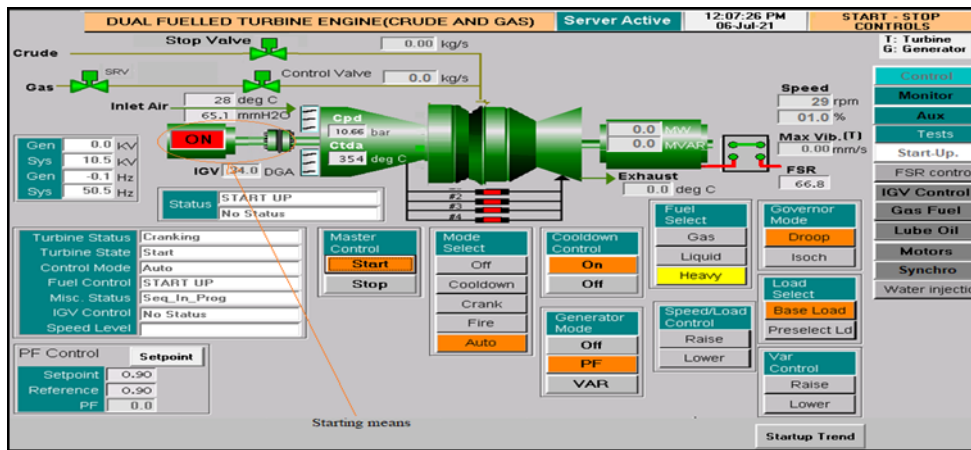 DUAL FUELLED TURBINE ENGINE(CRUDE AND GAS)
Server Active
12:07:26 PM
06-Jul-21
START - STOP
CONTROLS
T: Turbine
G: Generator
Stop Valve
0.00 kg/s
Crude
SRV
Control Valve
0.0 kg/s
Gas
Inlet Air
28 deg C
65.1 mmH2O
ON
Cpd
10.66 bar
Ctda
354 deg C
IGV 34.0 DGA
0.0 MW
0.0 MVAR
Speed
29 rpm
01.0 %
Max Vib.(T)
0.00 mm/s
FSR
66.8
Exhaust
0.0 deg C
#2
#3
#4
Gen 0.0 KV
Sys 10.5 KV
Gen -0.1 Hz
Sys 50.5 Hz
Status
START UP
No Status
Turbine Status Cranking
Turbine State Start
Control Mode Auto
Fuel Control START UP
Misc. Status Seq_In_Prog
IGV Control No Status
Speed Level
PF Control
Setpoint
Setpoint 0.90
Reference 0.90
PF 0.0
Master
Control
Start
Stop
Mode
Select
Off
Cooldown
Crank
Fire
Auto
Cooldown
Control
On
Off
Generator
Mode
Off
PF
VAR
Fuel
Select
Gas
Liquid
Heavy
Speed/Load
Control
Raise
Lower
Governor
Mode
Droop
Isoch
Load
Select
Base Load
Preselect Ld
Var
Control
Raise
Lower
Startup Trend
Control
Monitor
Aux
Tests
Start-Up.
FSR contro
IGV Control
Gas Fuel
Lube Oil
Motors
Synchro
Water injectio
Starting means